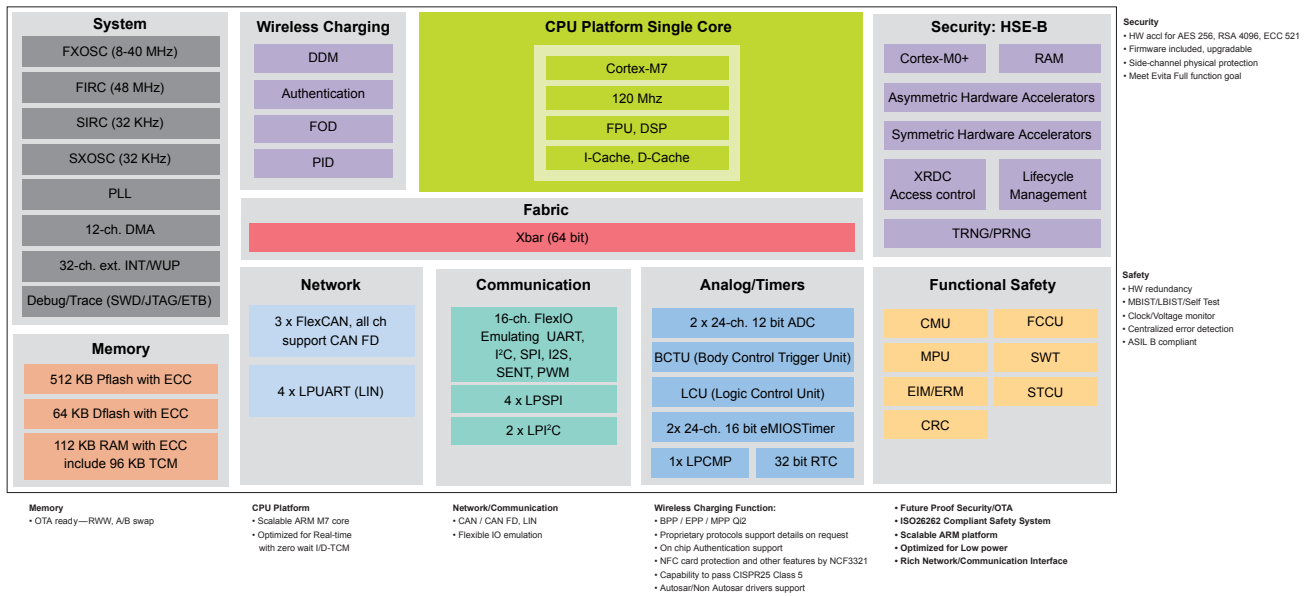 System
FXOSC (8-40 MHz)
FIRC (48 MHz)
SIRC (32 KHz)
SXOSC (32 KHz)
PLL
12-ch. DMA
32-ch. ext. INT/WUP
Debug/Trace (SWD/JTAG/ETB)
Memory
512 KB Pflash with ECC
64 KB Dflash with ECC
112 KB RAM with ECC
include 96 KB TCM
Wireless Charging
DDM
Authentication
FOD
PID
CPU Platform Single Core
Cortex-M7
120 Mhz
FPU, DSP
I-Cache, D-Cache
Fabric
Xbar (64 bit)
Network
3 x FlexCAN, all ch
support CAN FD
4 x LPUART (LIN)
Communication
16-ch. FlexIO
Emulating UART,
I²C, SPI, I2S,
SENT, PWM
4 x LPSPI
2 x LPI²C
Analog/Timers
2 x 24-ch. 12 bit ADC
BCTU (Body Control Trigger Unit)
LCU (Logic Control Unit)
2x 24-ch. 16 bit eMIOSTimer
1x LPCMP
32 bit RTC
Security: HSE-B
Cortex-M0+
RAM
Asymmetric Hardware Accelerators
Symmetric Hardware Accelerators
XRDC
Access control
Lifecycle
Management
TRNG/PRNG
Functional Safety
CMU
FCCU
MPU
SWT
EIM/ERM
STCU
CRC
Security
• HW accl for AES 256, RSA 4096, ECC 521
• Firmware included, upgradable
• Side-channel physical protection
• Meet Evita Full function goal
Safety
• HW redundancy
• MBIST/LBIST/Self Test
• Clock/Voltage monitor
• Centralized error detection
• ASIL B compliant
Memory
• OTA ready—RWW, A/B swap
CPU Platform
• Scalable ARM M7 core
• Optimized for Real-time
with zero wait I/D-TCM
Network/Communication
• CAN / CAN FD, LIN
• Flexible IO emulation
Wireless Charging Function:
• BPP / EPP / MPP Qi2
• Proprietary protocols support details on request
• On chip Authentication support
• NFC card protection and other features by NCF3321
• Capability to pass CISPR25 Class 5
• Autosar/Non Autosar drivers support
• Future Proof Security/OTA
• ISO26262 Compliant Safety System
• Scalable ARM platform
• Optimized for Low power
• Rich Network/Communication Interface